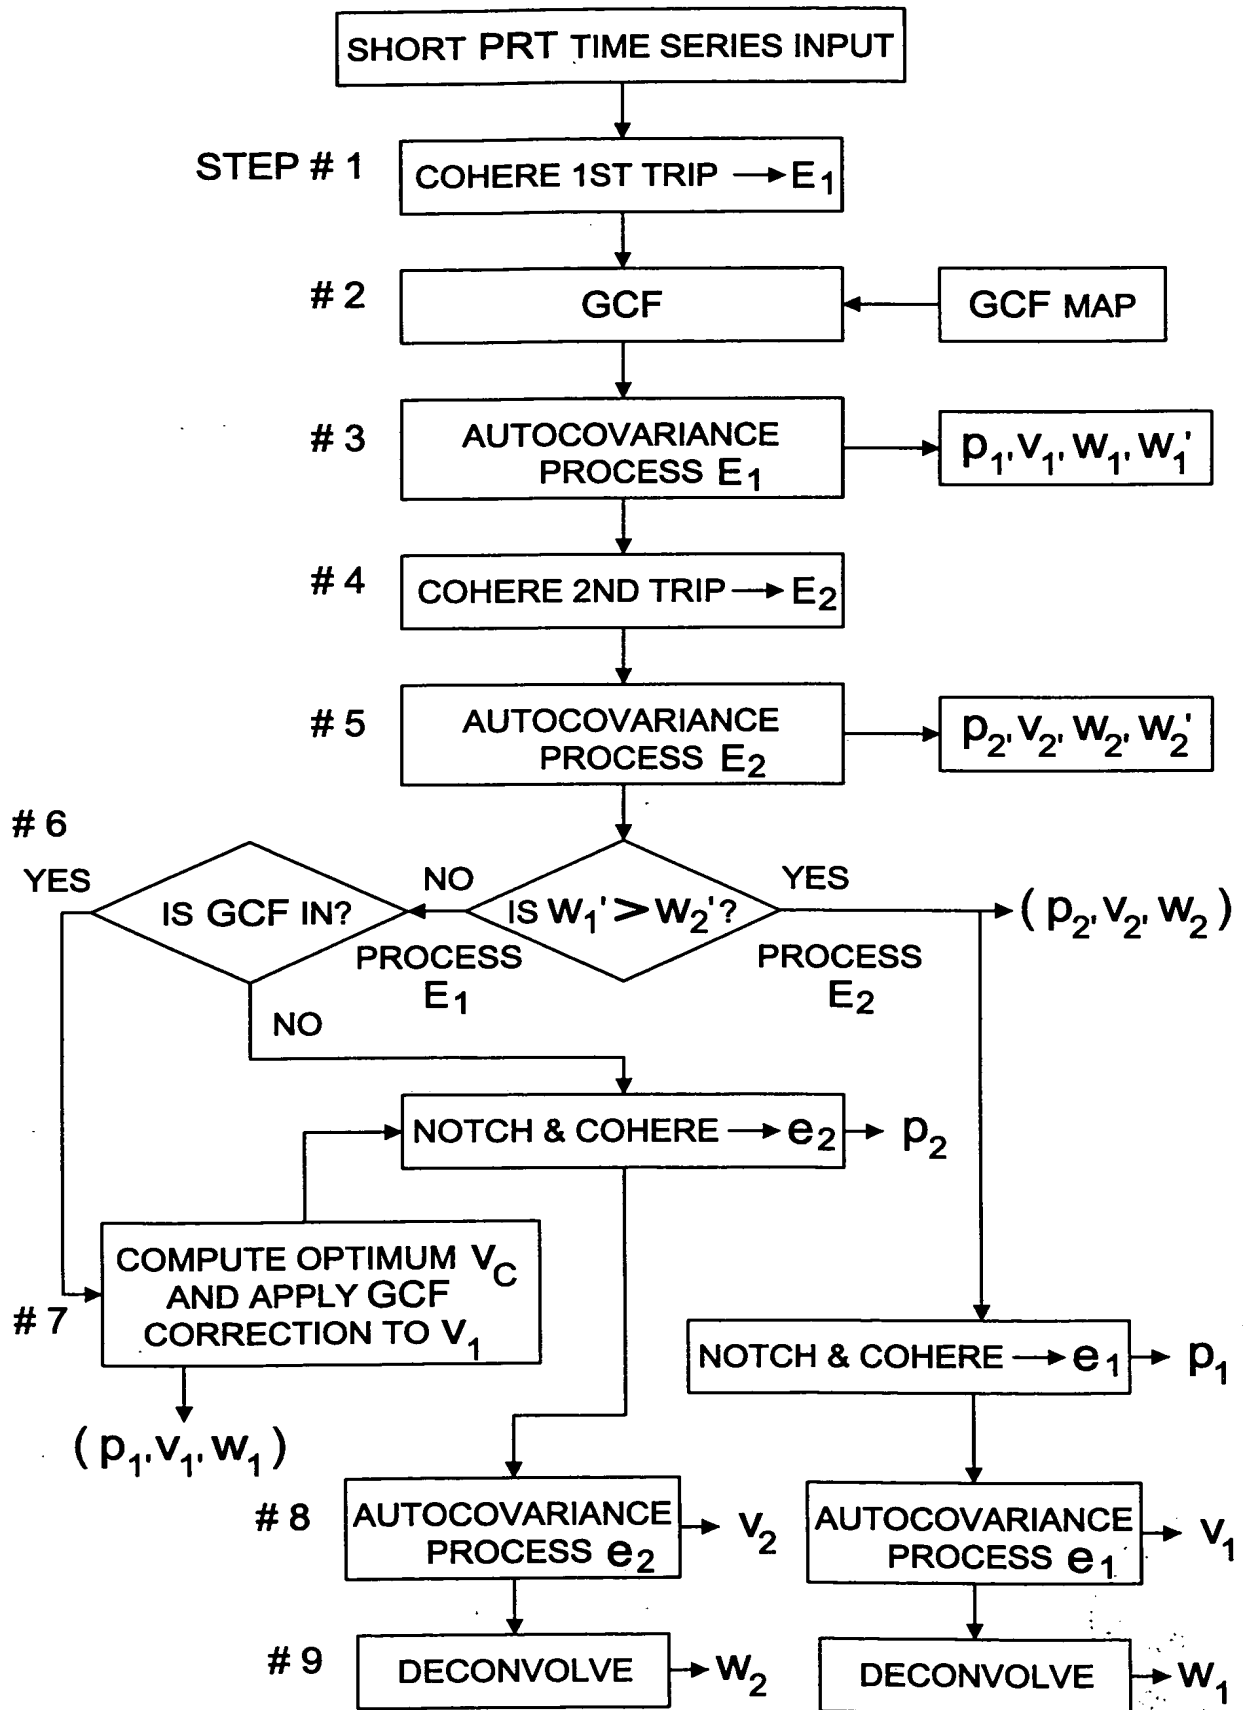 SHORT PRT TIME SERIES INPUT
STEP # 1
COHERE 1ST TRIP → E₁
# 2
GCF
GCF MAP
# 3
AUTOCOVARIANCE
PROCESS E₁
p₁, v₁, w₁, w₁'
# 4
COHERE 2ND TRIP → E₂
# 5
AUTOCOVARIANCE
PROCESS E₂
p₂, v₂, w₂, w₂'
# 6
YES
IS GCF IN?
NO
IS w₁' > w₂' ?
YES
(p₂, v₂, w₂)
PROCESS
E₁
PROCESS
E₂
NO
NOTCH & COHERE → e₂
p₂
# 7
COMPUTE OPTIMUM v_C
AND APPLY GCF
CORRECTION TO v₁
(p₁, v₁, w₁)
NOTCH & COHERE → e₁
p₁
# 8
AUTOCOVARIANCE
PROCESS e₂
v₂
AUTOCOVARIANCE
PROCESS e₁
v₁
# 9
DECONVOLVE
w₂
DECONVOLVE
w₁